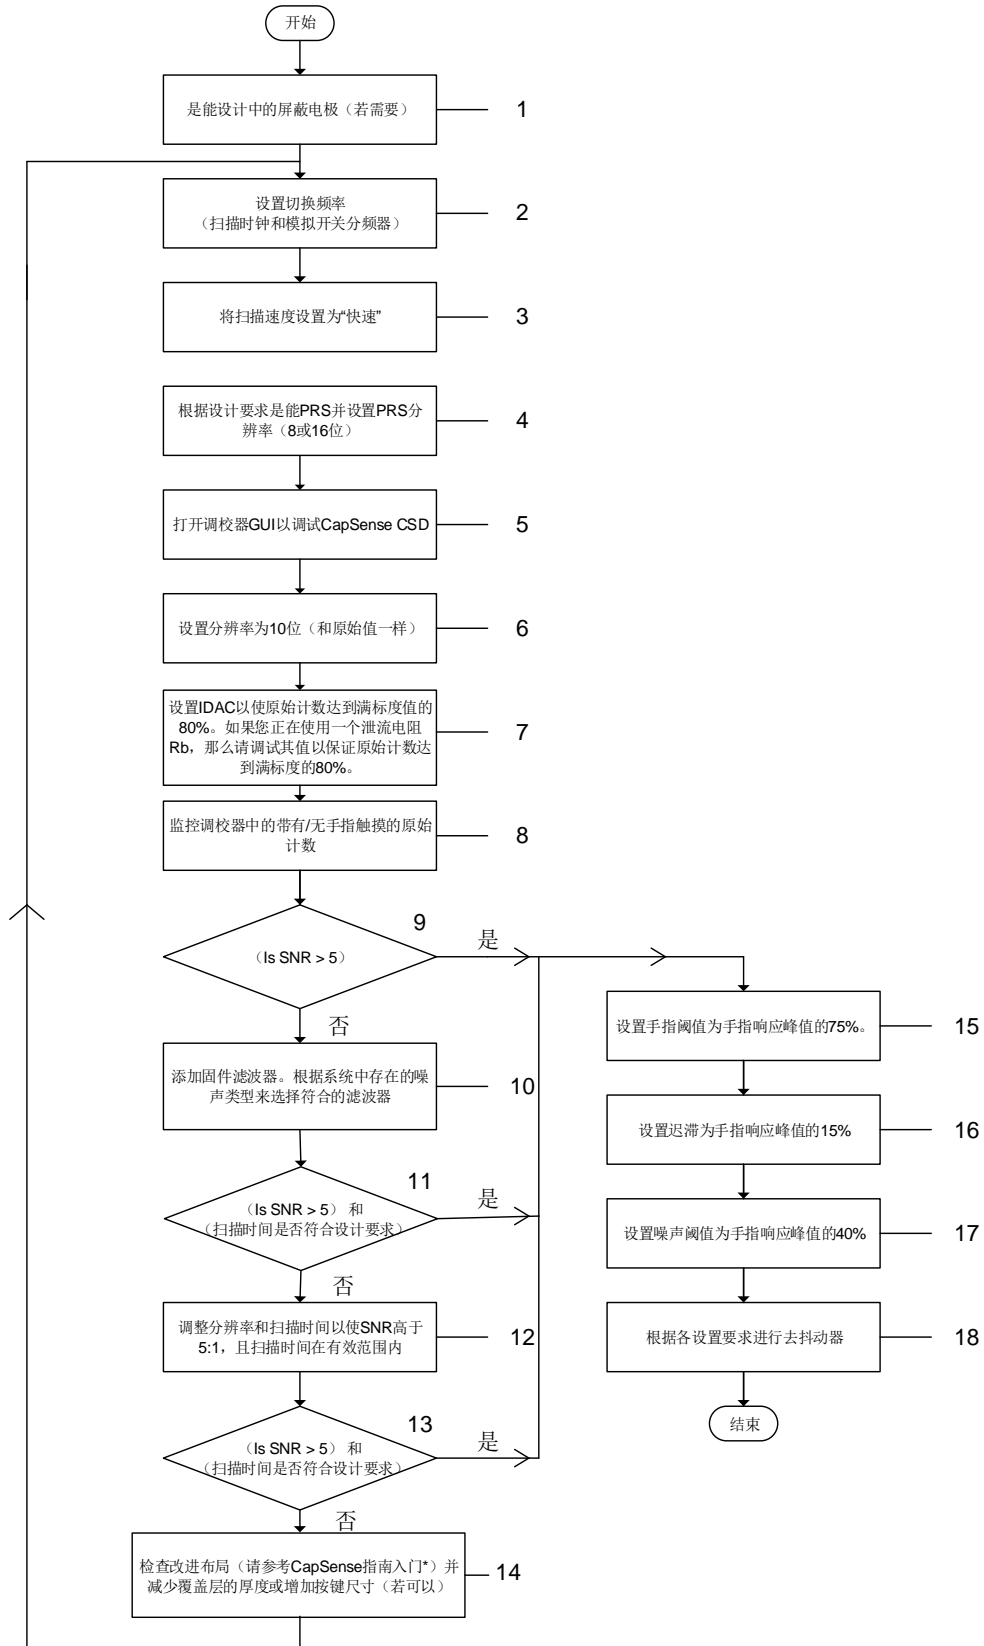 开始
是能设计中的屏蔽电极（若需要）
1
设置切换频率
（扫描时钟和模拟开关分频器）
2
将扫描速度设置为“快速”
3
根据设计要求是能PRS并设置PRS分
辨率（8或16位）
4
打开调校器GUI以调试CapSense CSD
5
设置分辨率为10位（和原始值一样）
6
设置IDAC以使原始计数达到满标度值的
80%。如果您正在使用一个泄流电阻
Rb，那么请调试其值以保证原始计数达
到满标度的80%。
7
监控调校器中的带有/无手指触摸的原始
计数
8
9
（Is SNR > 5）
是
否
添加固件滤波器。根据系统中存在的噪
声类型来选择符合的滤波器
10
11
（Is SNR > 5） 和
（扫描时间是否符合设计要求）
是
否
调整分辨率和扫描时间以使SNR高于
5:1，且扫描时间在有效范围内
12
13
（Is SNR > 5） 和
（扫描时间是否符合设计要求）
是
否
检查改进布局（请参考CapSense指南入门*）并
减少覆盖层的厚度或增加按键尺寸（若可以）
14
设置手指阈值为手指响应峰值的75%。
15
设置迟滞为手指响应峰值的15%
16
设置噪声阈值为手指响应峰值的40%
17
根据各设置要求进行去抖动器
18
结束